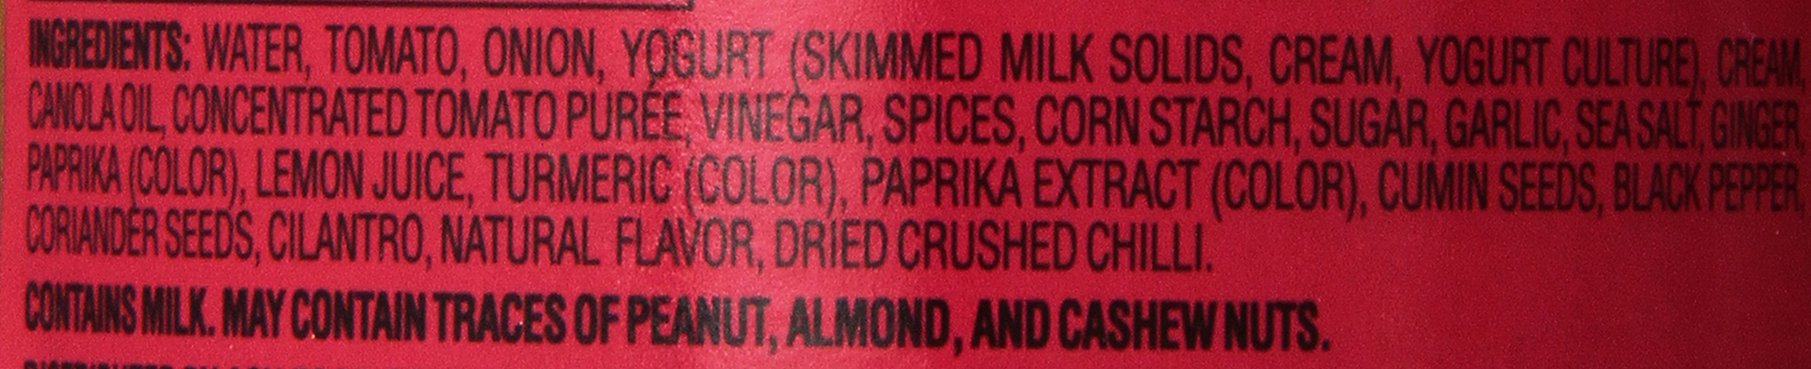 INGREDIENTS: WATER, TOMATO, ONION, YOGURT (SKIMMED MILK SOLIDS, CREAM, YOGURT CULTURE), CREAM,
CANOLA OIL, CONCENTRATED TOMATO PURÉE, VINEGAR, SPICES, CORN STARCH, SUGAR, GARLIC, SEA SALT, GINGER,
PAPRIKA (COLOR), LEMON JUICE, TURMERIC (COLOR), PAPRIKA EXTRACT (COLOR), CUMIN SEEDS, BLACK PEPPER,
CORIANDER SEEDS, CILANTRO, NATURAL FLAVOR, DRIED CRUSHED CHILLI.
CONTAINS MILK. MAY CONTAIN TRACES OF PEANUT, ALMOND, AND CASHEW NUTS.